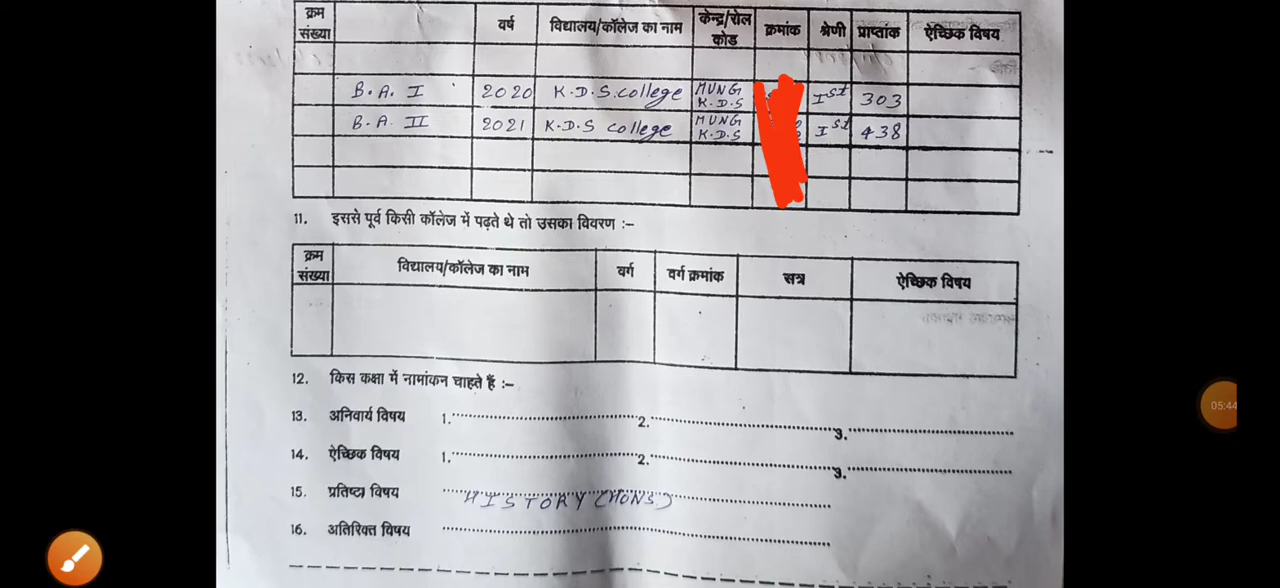 क्रम संख्या वर्ष विद्यालय/कॉलेज का नाम केन्द्र/रोल कोड क्रमांक श्रेणी प्राप्तांक ऐच्छिक विषय
B.A. I 2020 K.D.S. college MUNG K.D.S Ist 303
B.A. II 2021 K.D.S college MUNG K.D.S Ist 438
11. इससे पूर्व किसी कॉलेज में पढ़ते थे तो उसका विवरण :–
क्रम संख्या विद्यालय/कॉलेज का नाम वर्ग वर्ग क्रमांक सत्र ऐच्छिक विषय
12. किस कक्षा में नामांकन चाहते हैं :–
13. अनिवार्य विषय 1. 2. 3.
14. ऐच्छिक विषय 1. 2. 3.
15. प्रतिष्ठा विषय HISTORY (HONS)
16. अतिरिक्त विषय
05:44